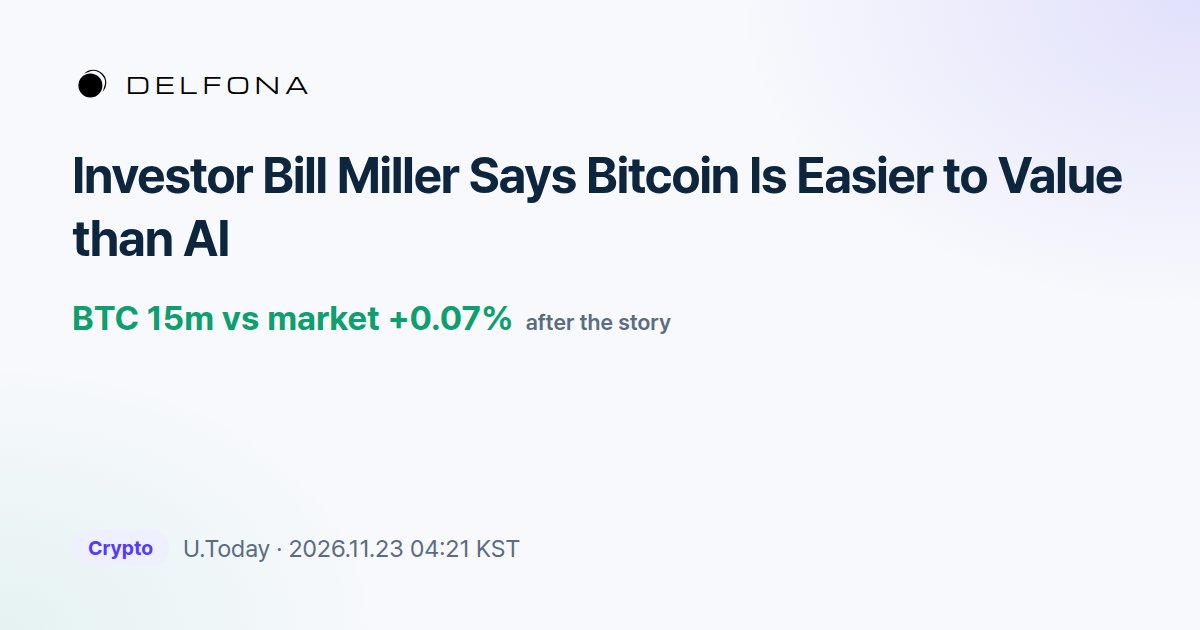 DELFONA
Investor Bill Miller Says Bitcoin Is Easier to Value
than AI
BTC 15m vs market +0.07% after the story
Crypto U.Today · 2026.11.23 04:21 KST